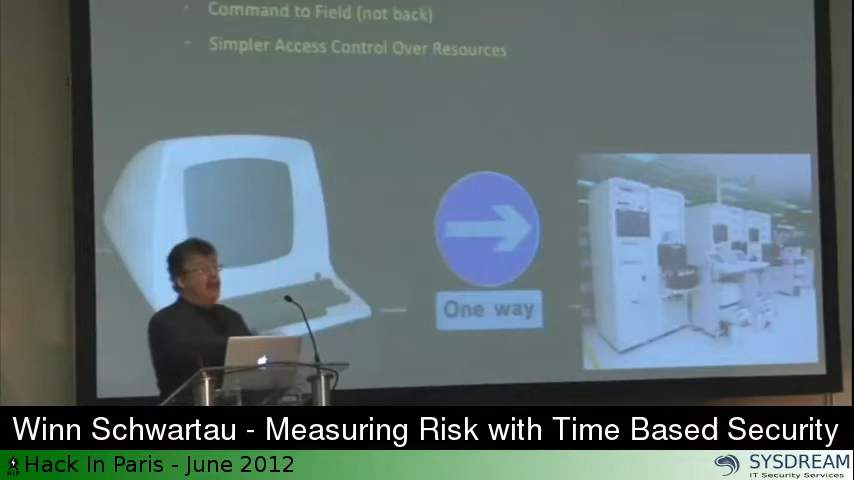 - Command to Field (not back)
- Simpler Access Control Over Resources
One way
Winn Schwartau - Measuring Risk with Time Based Security
HIP
Hack In Paris - June 2012
SYSDREAM
IT Security Services